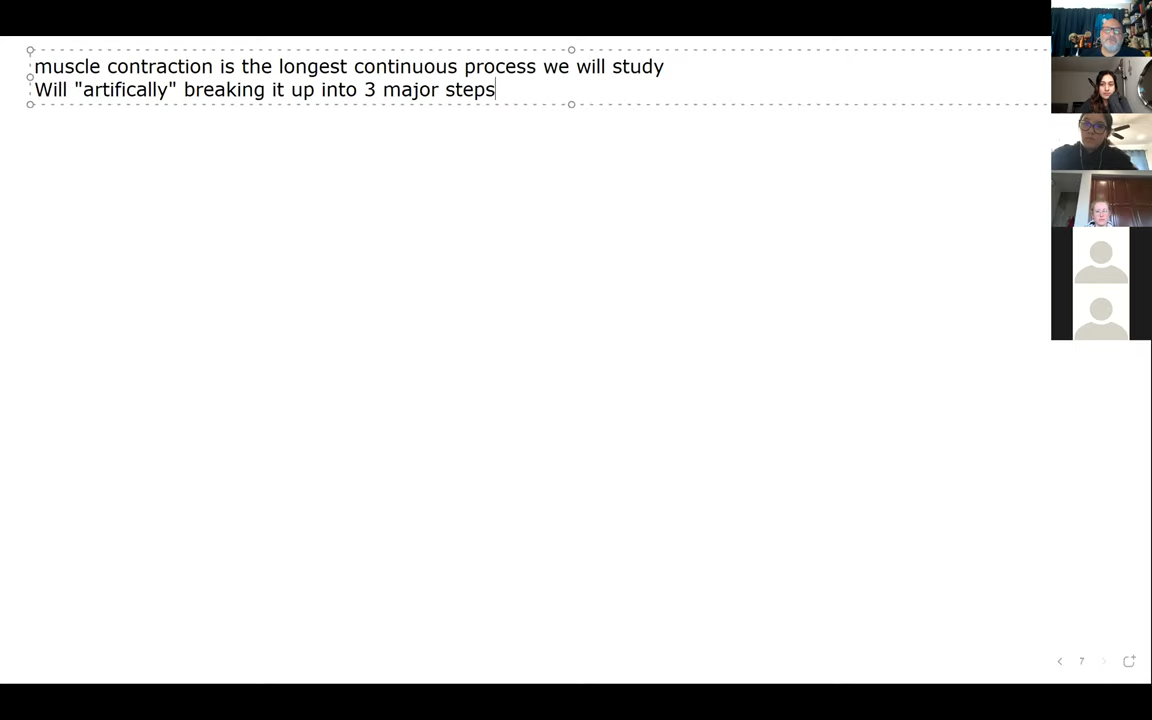 muscle contraction is the longest continuous process we will study
Will "artifically" breaking it up into 3 major steps
7